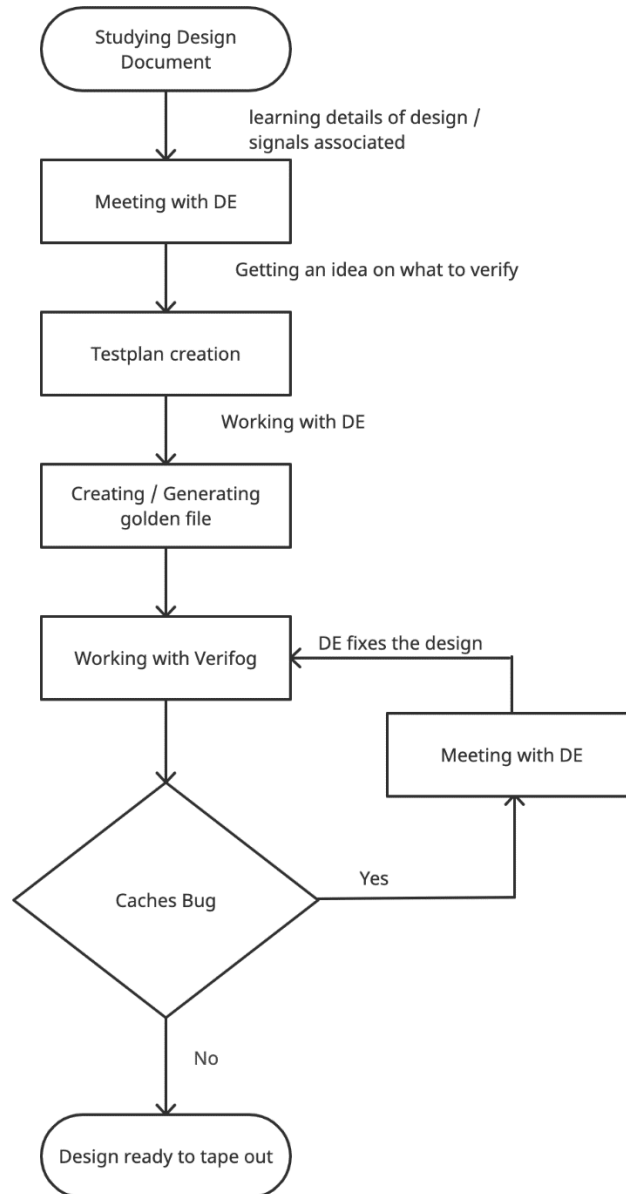 Studying Design
Document
learning details of design /
signals associated
Meeting with DE
Getting an idea on what to verify
Testplan creation
Working with DE
Creating / Generating
golden file
Working with Verifog
DE fixes the design
Meeting with DE
Caches Bug
Yes
No
Design ready to tape out